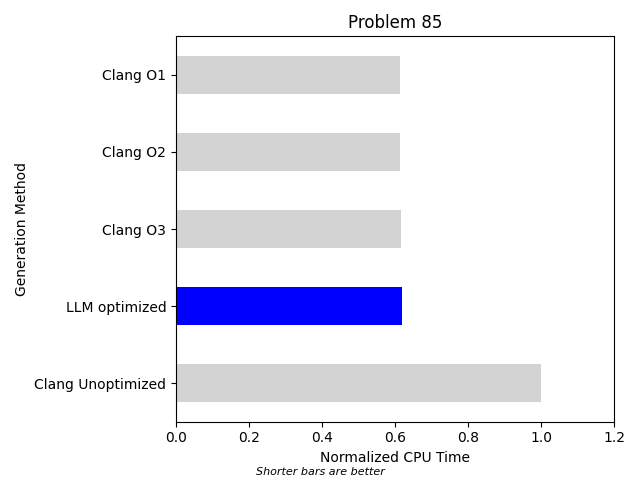 Problem 85
Generation Method
Clang O1
Clang O2
Clang O3
LLM optimized
Clang Unoptimized
0.0 0.2 0.4 0.6 0.8 1.0 1.2
Normalized CPU Time
Shorter bars are better